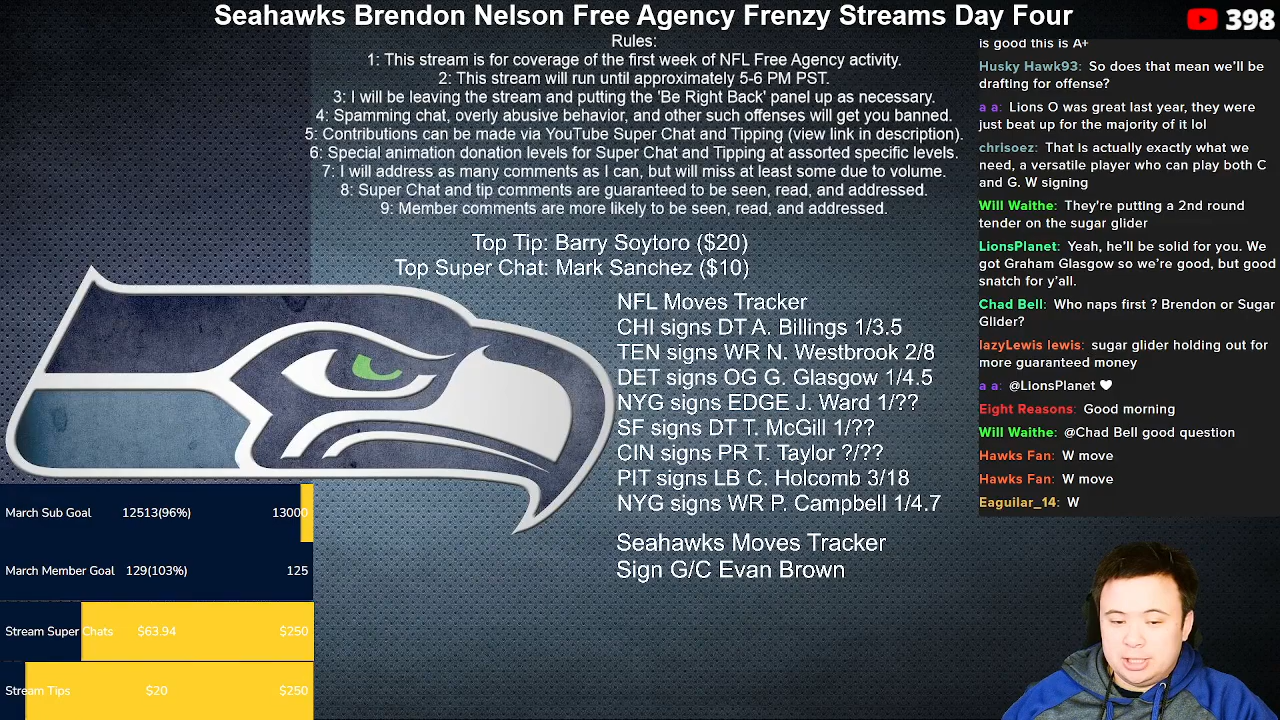 Seahawks Brendon Nelson Free Agency Frenzy Streams Day Four
398
Rules:
1: This stream is for coverage of the first week of NFL Free Agency activity.
2: This stream will run until approximately 5-6 PM PST.
3: I will be leaving the stream and putting the 'Be Right Back' panel up as necessary.
4: Spamming chat, overly abusive behavior, and other such offenses will get you banned.
5: Contributions can be made via YouTube Super Chat and Tipping (view link in description).
6: Special animation donation levels for Super Chat and Tipping at assorted specific levels.
7: I will address as many comments as I can, but will miss at least some due to volume.
8: Super Chat and tip comments are guaranteed to be seen, read, and addressed.
9: Member comments are more likely to be seen, read, and addressed.
Top Tip: Barry Soytoro ($20)
Top Super Chat: Mark Sanchez ($10)
NFL Moves Tracker
CHI signs DT A. Billings 1/3.5
TEN signs WR N. Westbrook 2/8
DET signs OG G. Glasgow 1/4.5
NYG signs EDGE J. Ward 1/??
SF signs DT T. McGill 1/??
CIN signs PR T. Taylor ?/??
PIT signs LB C. Holcomb 3/18
NYG signs WR P. Campbell 1/4.7
Seahawks Moves Tracker
Sign G/C Evan Brown
March Sub Goal 12513(96%) 13000
March Member Goal 129(103%) 125
Stream Super Chats $63.94 $250
Stream Tips $20 $250
is good this is A+
Husky Hawk93: So does that mean we'll be
drafting for offense?
a a: Lions O was great last year, they were
just beat up for the majority of it lol
chrisoez: That is actually exactly what we
need, a versatile player who can play both C
and G. W signing
Will Waithe: They're putting a 2nd round
tender on the sugar glider
LionsPlanet: Yeah, he'll be solid for you. We
got Graham Glasgow so we're good, but good
snatch for y'all.
Chad Bell: Who naps first ? Brendon or Sugar
Glider?
lazyLewis lewis: sugar glider holding out for
more guaranteed money
a a: @LionsPlanet 🖤
Eight Reasons: Good morning
Will Waithe: @Chad Bell good question
Hawks Fan: W move
Hawks Fan: W move
Eaguilar_14: W